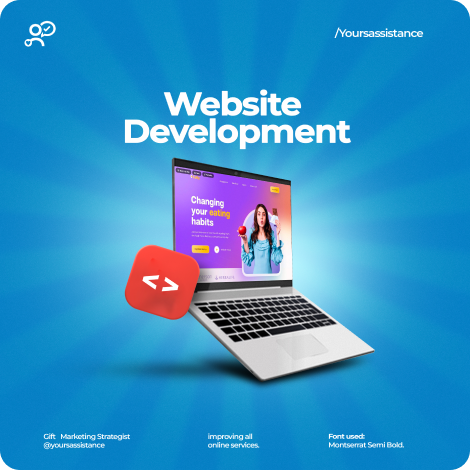 /Yoursassistance
Website
Development
Changing
your eating
habits
< >
Gift Marketing Strategist
@yoursassistance
improving all
online services.
Font used:
Montserrat Semi Bold.